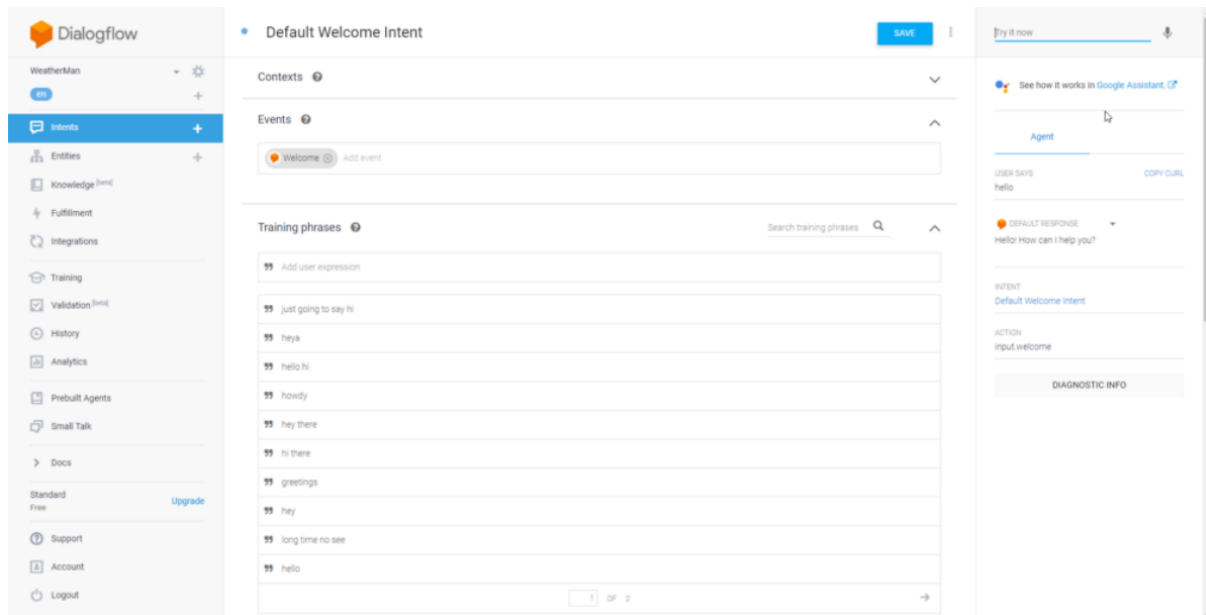 Dialogflow
WeatherMan
en
Intents
Entities
Knowledge [beta]
Fulfillment
Integrations
Training
Validation [beta]
History
Analytics
Prebuilt Agents
Small Talk
Docs
Standard
Free
Upgrade
Support
Account
Logout
Default Welcome Intent
SAVE
Contexts
Events
Welcome Add event
Training phrases
Search training phrases
Add user expression
just going to say hi
heya
hello hi
howdy
hey there
hi there
greetings
hey
long time no see
hello
1 OF 2
Try it now
See how it works in Google Assistant.
Agent
USER SAYS COPY CURL
hello
DEFAULT RESPONSE
Hello! How can I help you?
INTENT
Default Welcome Intent
ACTION
input.welcome
DIAGNOSTIC INFO